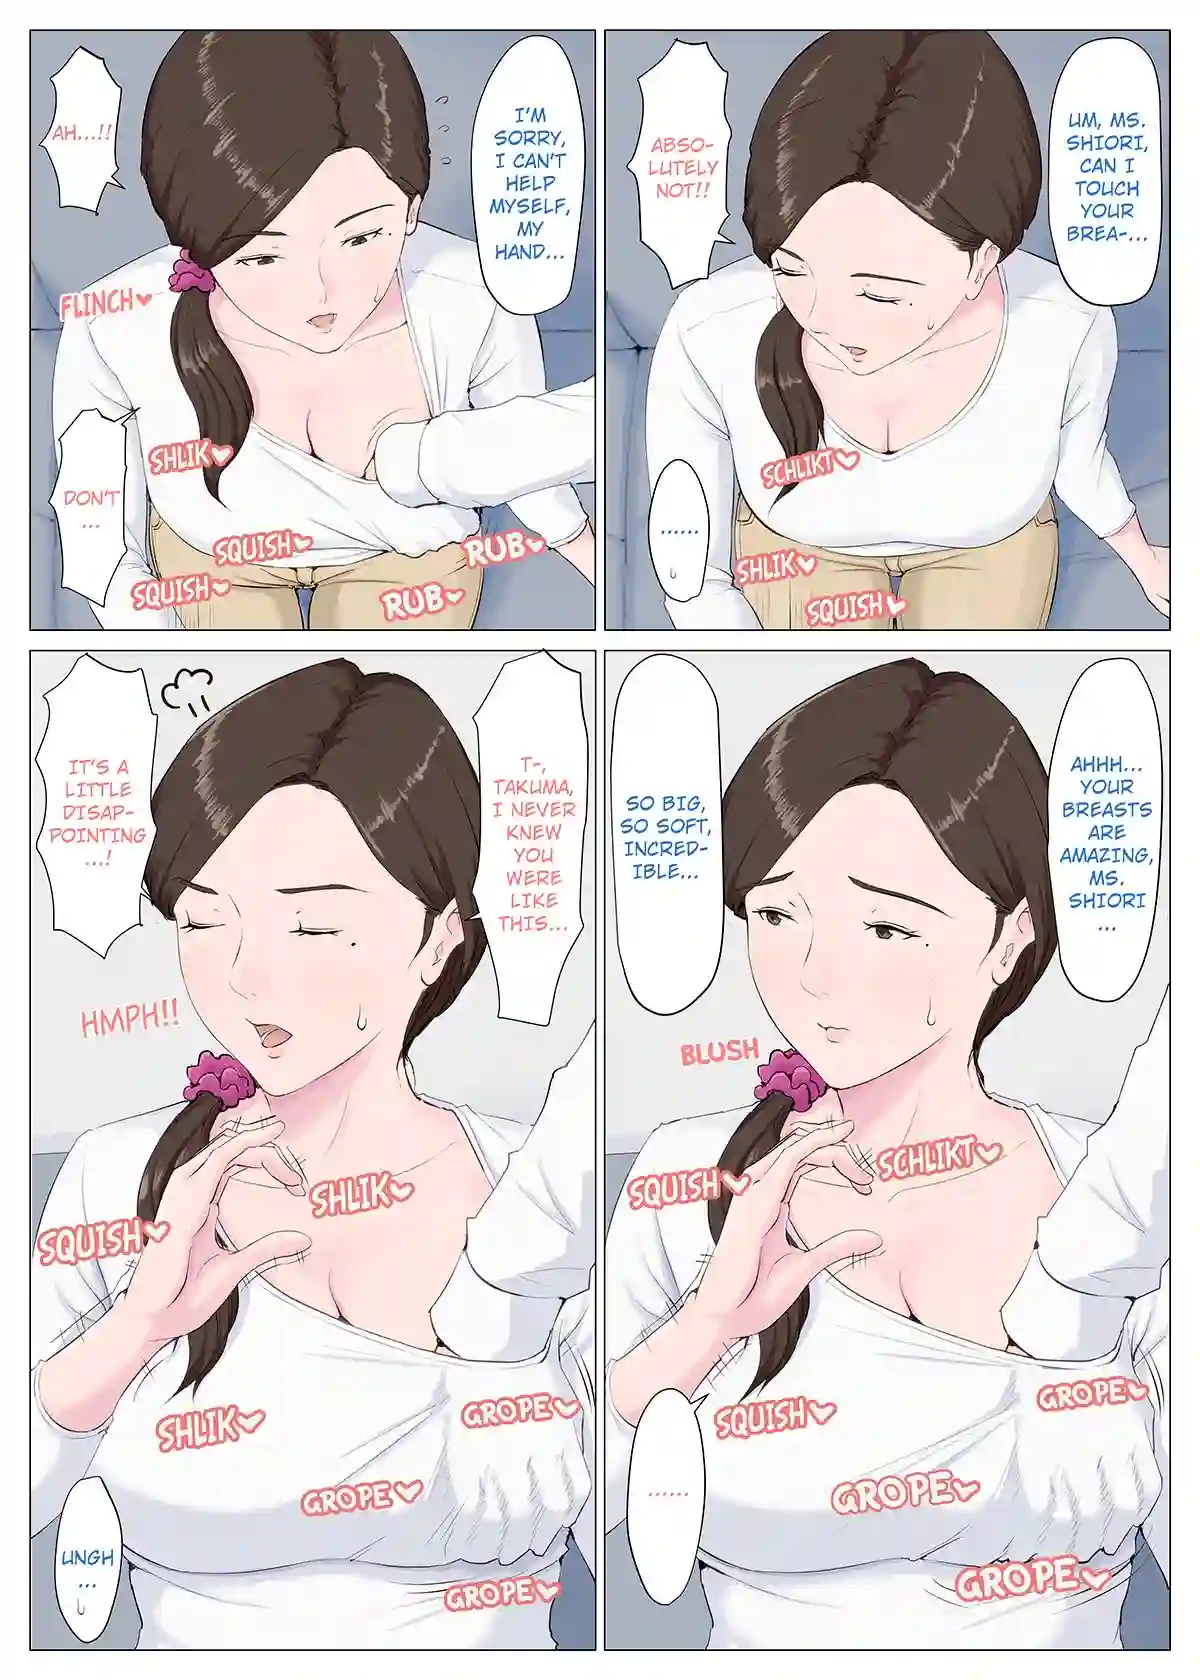 UM, MS.
SHIORI,
CAN I
TOUCH
YOUR
BREA-...
ABSO-
LUTELY
NOT!!
SCHLIKT
.......
SHLIK
SQUISH
I'M
SORRY,
I CAN'T
HELP
MYSELF,
MY
HAND...
AH...!!
FLINCH
SHLIK
DON'T
...
SQUISH
RUB
SQUISH
RUB
AHHH...
YOUR
BREASTS
ARE
AMAZING,
MS.
SHIORI
...
SO BIG,
SO SOFT,
INCRED-
IBLE...
BLUSH
SCHLIKT
SQUISH
GROPE
SQUISH
GROPE
.......
GROPE
T-,
TAKUMA,
I NEVER
KNEW
YOU
WERE
LIKE
THIS...
IT'S A
LITTLE
DISAP-
POINTING
...!
HMPH!!
SHLIK
SQUISH
GROPE
SHLIK
GROPE
UNGH
...
GROPE